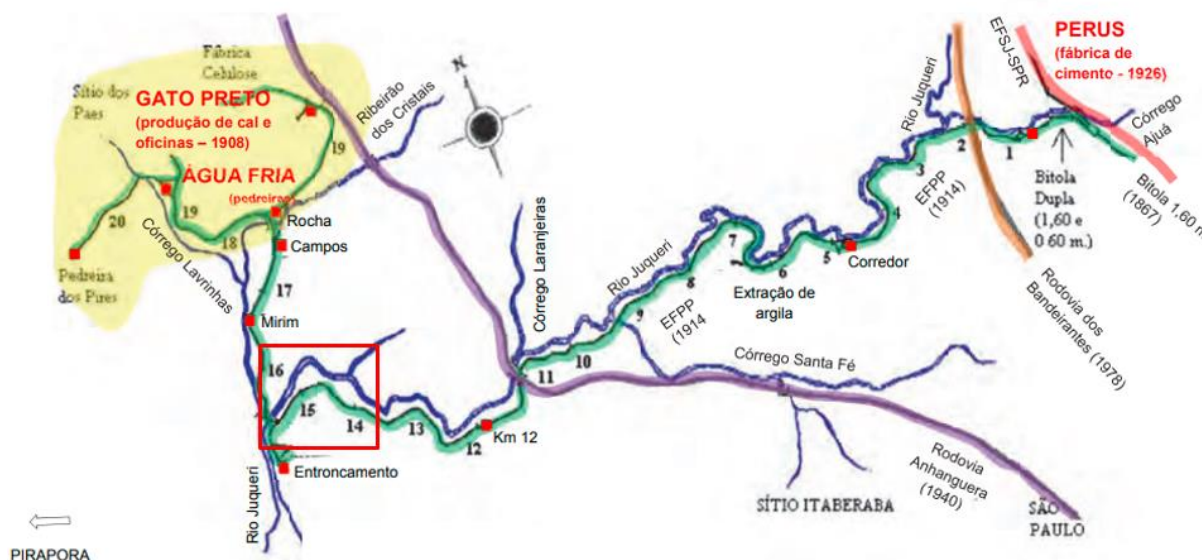 Fábrica
Celulose
Sítio dos
Paes
GATO PRETO
(produção de cal e
oficinas – 1908)
ÁGUA FRIA
(pedreiras)
19
19
20
18
Rocha
Campos
Pedreira
dos Pires
Córrego Lavrinhas
17
Mirim
16
15
14
13
12
Km 12
Entroncamento
Rio Juqueri
PIRAPORA
Ribeirão
dos Cristais
N
Córrego Laranjeiras
11
10
9
8
7
6
5
4
3
2
1
Rio Juqueri
EFPP
(1914
Extração de
argila
Corredor
Rio Juqueri
EFPP
(1914)
EFSJ-SPR
PERUS
(fábrica de
cimento - 1926)
Córrego
Ajuá
Bitola 1,60 m.
(1867)
Bitola
Dupla
(1,60 e
0.60 m.)
Rodovia dos
Bandeirantes (1978)
Córrego Santa Fé
Rodovia
Anhanguera
(1940)
SÍTIO ITABERABA
SÃO
PAULO